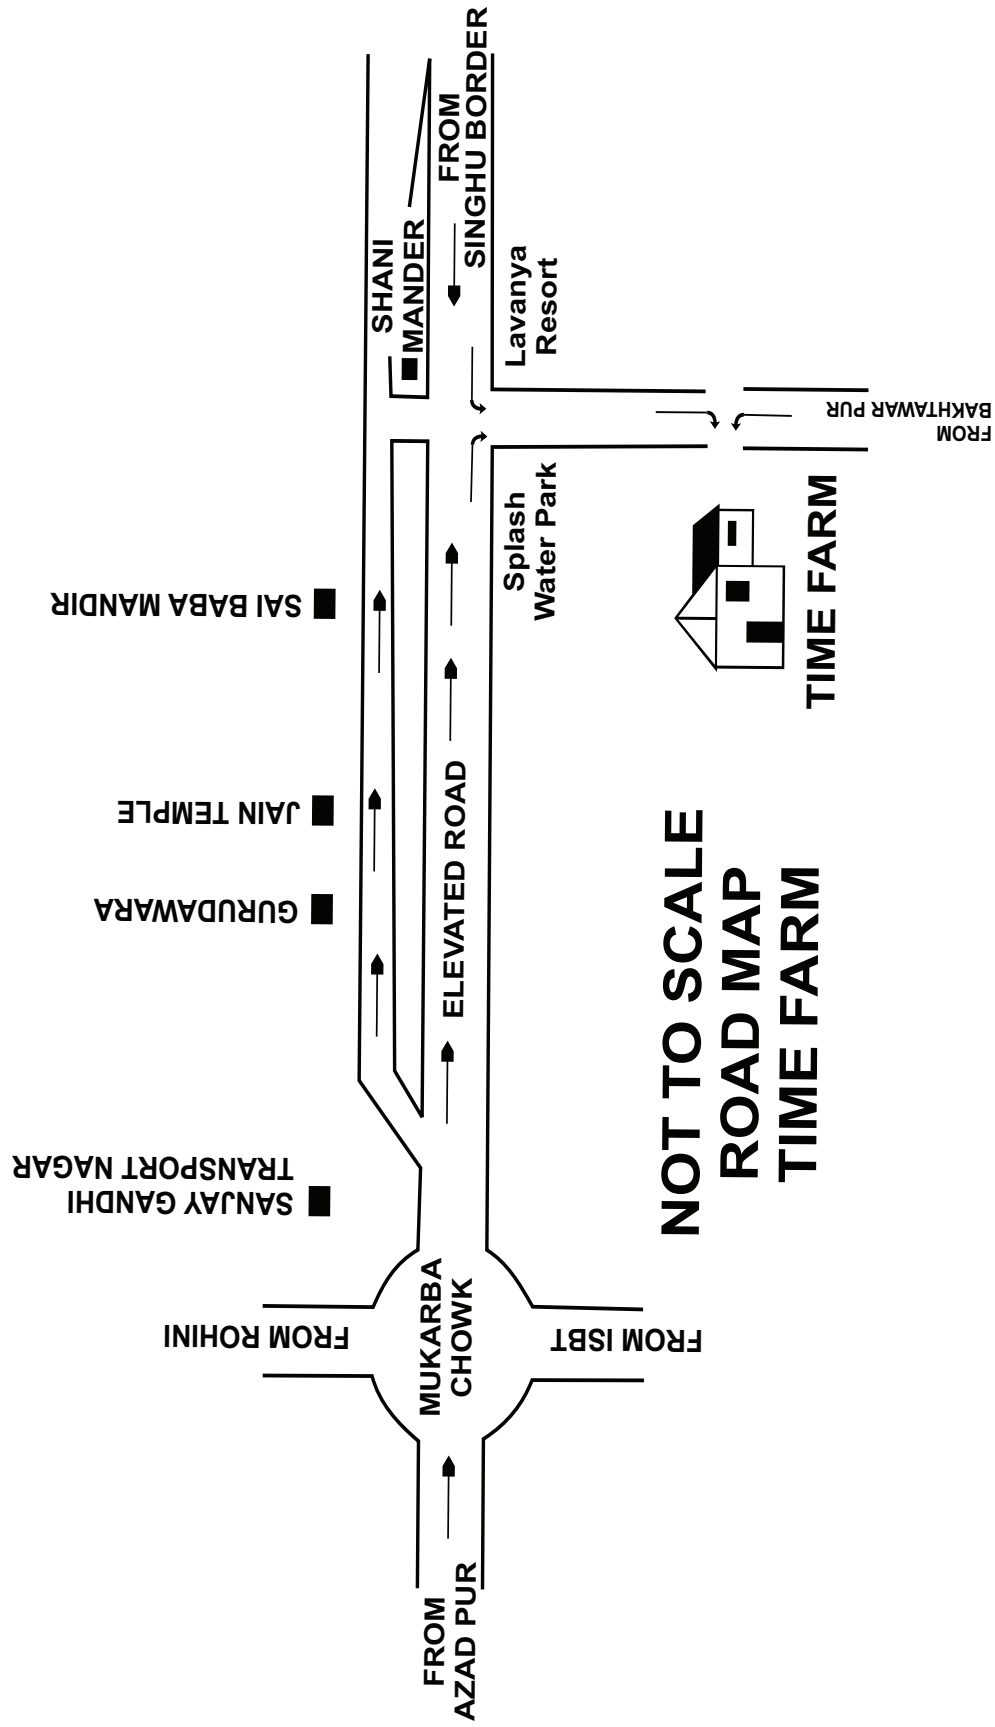 FROM
SINGHU BORDER
SHANI
MANDER
Lavanya
Resort
FROM
BAKHTAWAR PUR
Splash
Water Park
TIME FARM
SAI BABA MANDIR
JAIN TEMPLE
GURUDAWARA
ELEVATED ROAD
NOT TO SCALE
ROAD MAP
TIME FARM
SANJAY GANDHI
TRANSPORT NAGAR
FROM ROHINI
MUKARBA
CHOWK
FROM ISBT
FROM
AZAD PUR